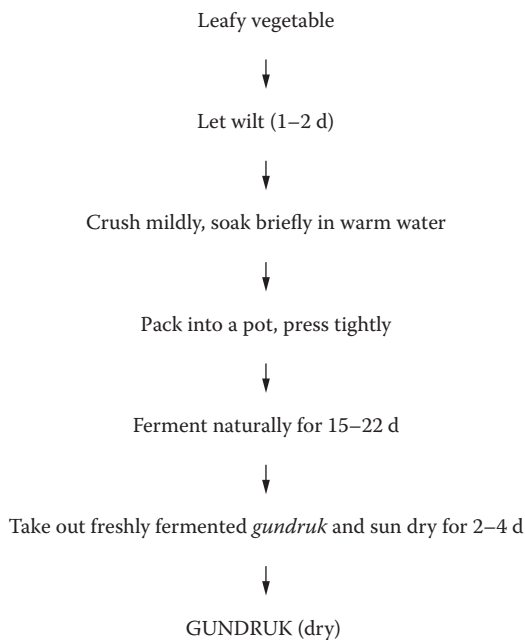 Leafy vegetable
Let wilt (1–2 d)
Crush mildly, soak briefly in warm water
Pack into a pot, press tightly
Ferment naturally for 15–22 d
Take out freshly fermented gundruk and sun dry for 2–4 d
GUNDRUK (dry)